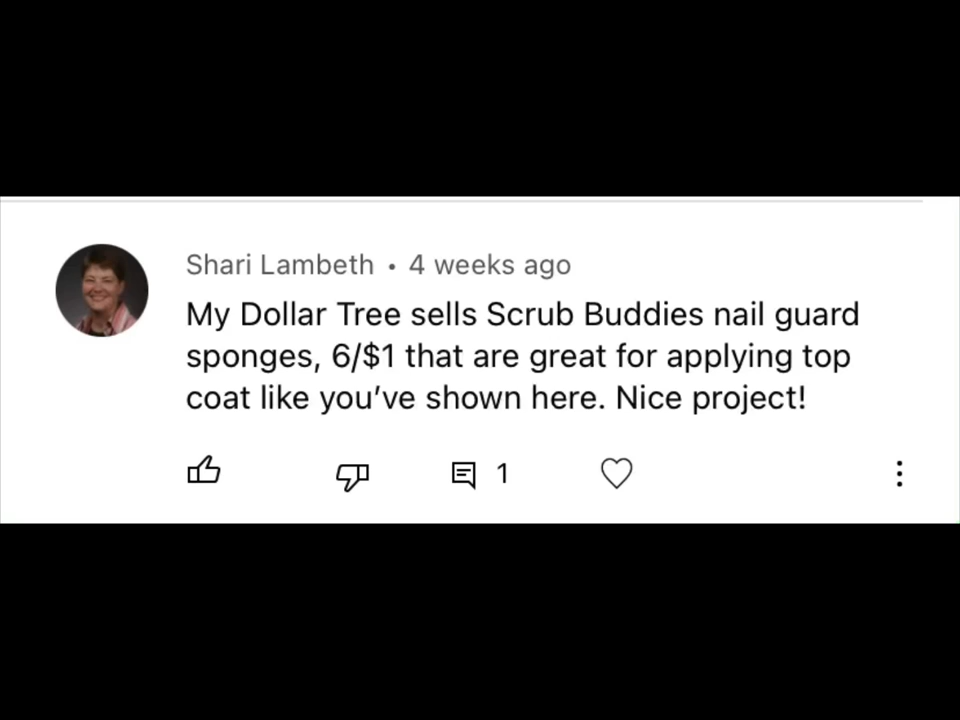 Shari Lambeth • 4 weeks ago
My Dollar Tree sells Scrub Buddies nail guard
sponges, 6/$1 that are great for applying top
coat like you’ve shown here. Nice project!
1